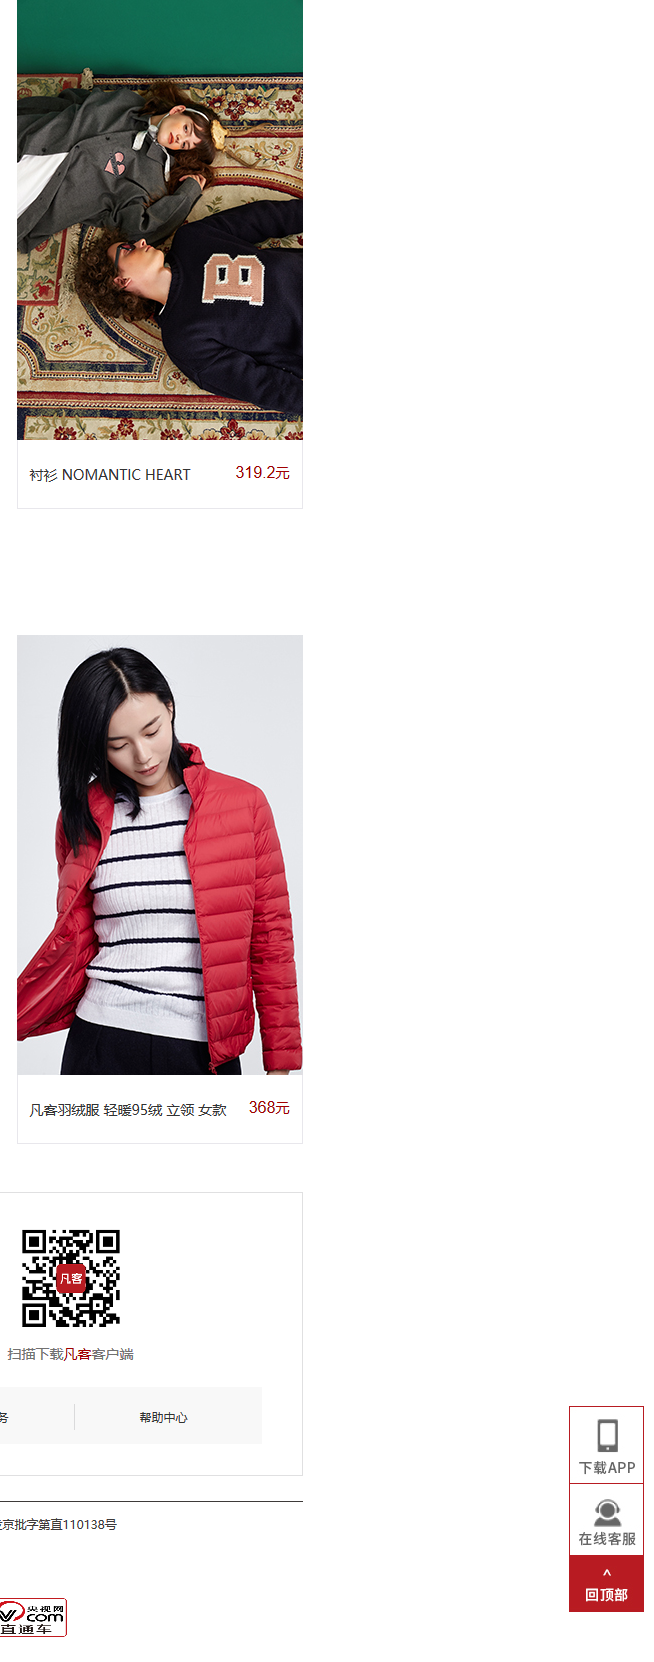 B
衬衫 NOMANTIC HEART 319.2元
凡客羽绒服 轻暖95绒 立领 女款 368元
凡客
扫描下载凡客客户端
务 帮助中心
京批字第直110138号
央视网
com
直通车
下载APP
在线客服
^
回顶部